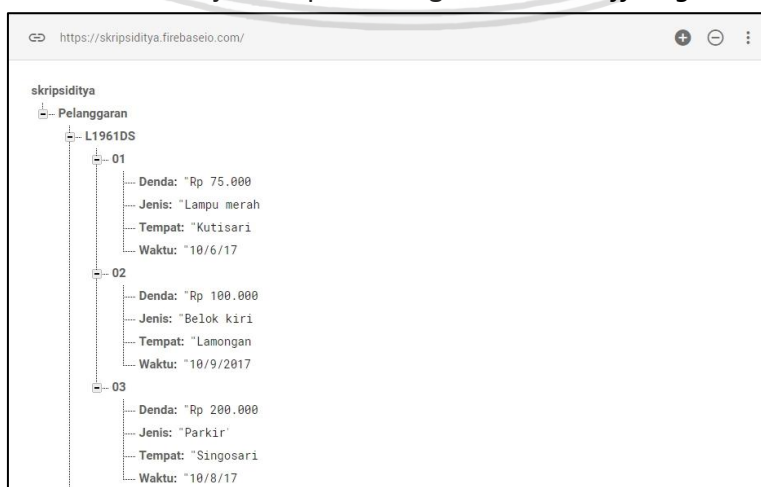 https://skripsiditya.firebaseio.com/
skripsiditya
Pelanggaran
L1961DS
01
Denda: "Rp 75.000
Jenis: "Lampu merah
Tempat: "Kutisari
Waktu: "10/6/17
02
Denda: "Rp 100.000
Jenis: "Belok kiri
Tempat: "Lamongan
Waktu: "10/9/2017
03
Denda: "Rp 200.000
Jenis: "Parkir"
Tempat: "Singosari
Waktu: "10/8/17